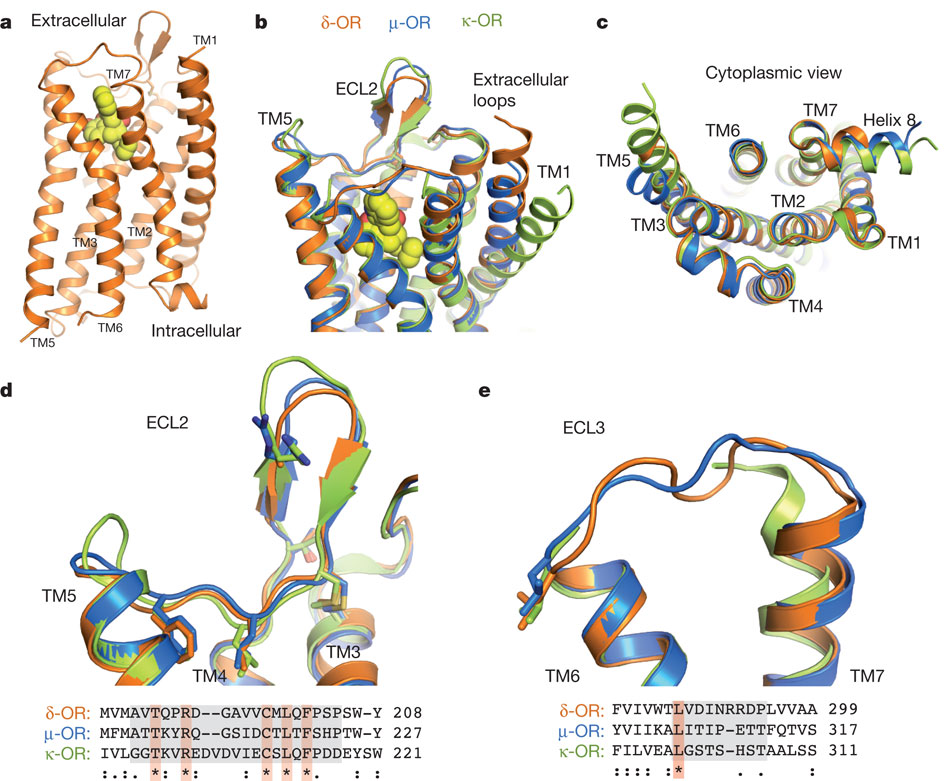 a
Extracellular
TM1
TM7
TM3
TM2
TM6
TM5
Intracellular
b
δ-OR μ-OR κ-OR
ECL2
Extracellular
loops
TM5
TM1
c
Cytoplasmic view
TM7
TM6
Helix 8
TM5
TM3
TM2
TM1
TM4
d
ECL2
TM5
TM4
TM3
δ-OR: MVMAVTQPRD--GAVVCMLQFPSPSW-Y 208
μ-OR: MFMATTKYRQ--GSIDCTLTFSHPTW-Y 227
κ-OR: IVLGGTKVREDVDVIECSLQFPDDEYSW 221
: . : . . * : * : : * * * . : :
e
ECL3
TM6
TM7
δ-OR: FVIVWTLVDINRRDPLVVAA 299
μ-OR: YVIIKALITIP-ETTFQTVS 317
κ-OR: FILVEALGSTS-HSTAALSS 311
: : : : : * . . :